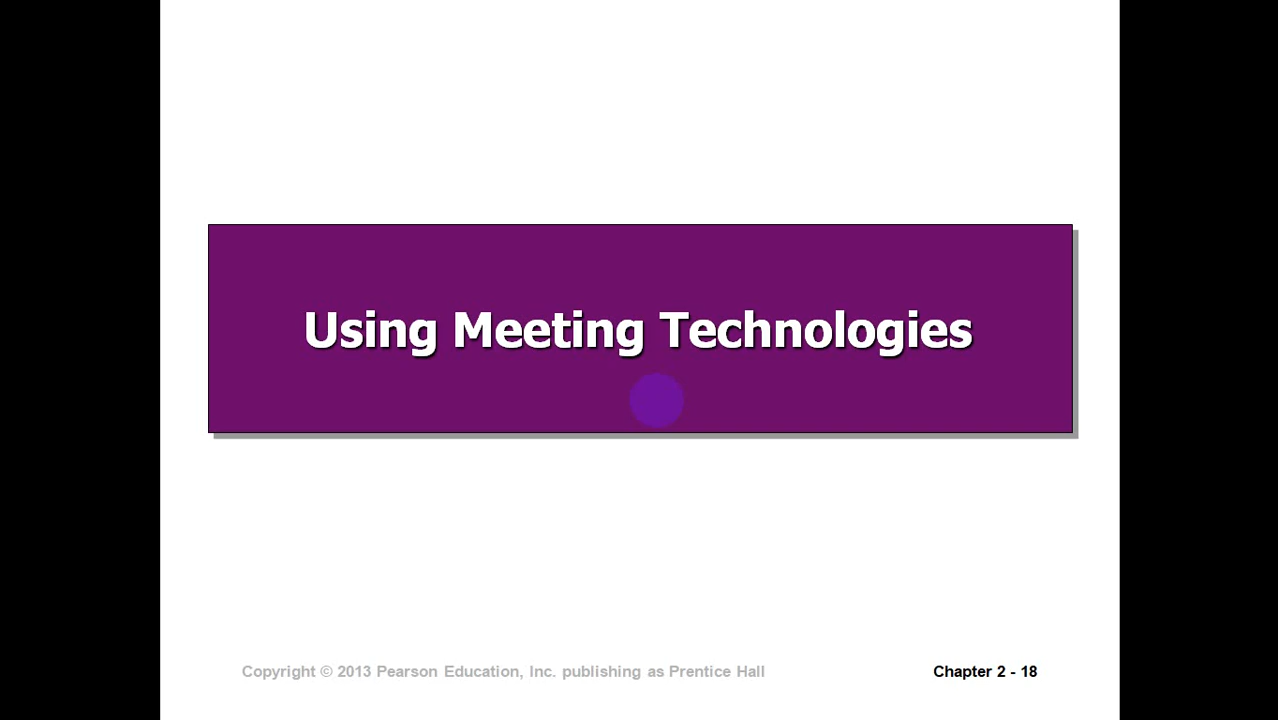 Using Meeting Technologies
Copyright © 2013 Pearson Education, Inc. publishing as Prentice Hall
Chapter 2 - 18